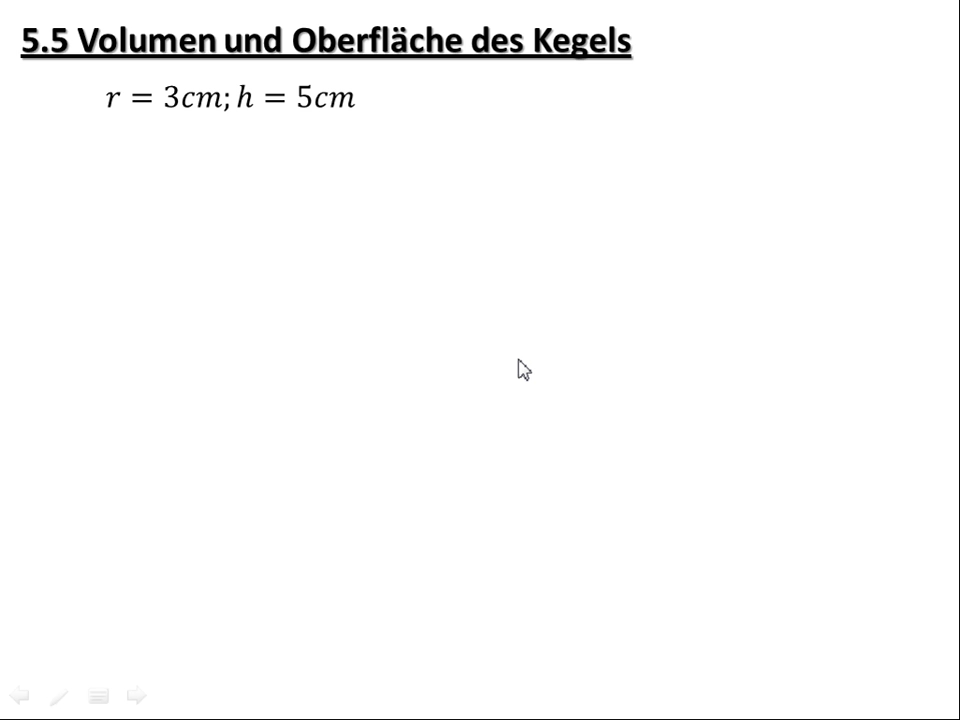 5.5 Volumen und Oberfläche des Kegels
r = 3cm; h = 5cm